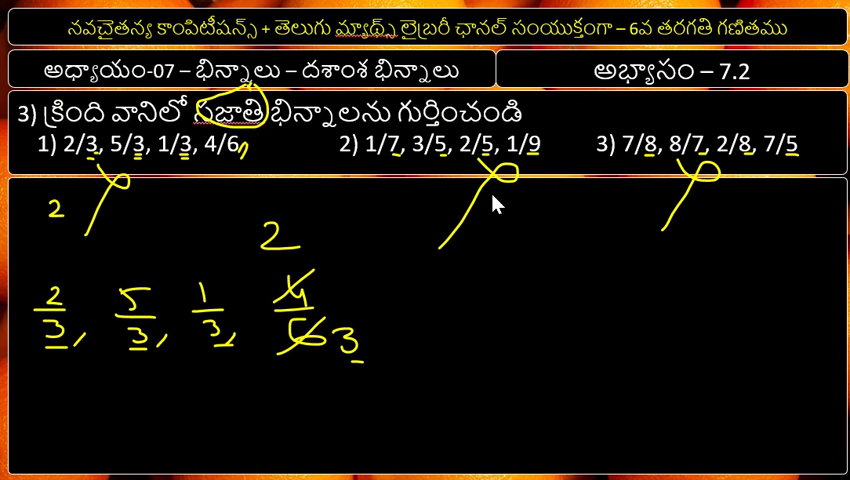 నవచైతన్య కాంపిటీషన్స్ + తెలుగు మ్యాథ్స్ లైబ్రరీ ఛానల్ సంయుక్తంగా – 6వ తరగతి గణితము
అధ్యాయం-07 – భిన్నాలు – దశాంశ భిన్నాలు
అభ్యాసం – 7.2
3) క్రింది వానిలో సజాతి భిన్నాలను గుర్తించండి
1) 2/3, 5/3, 1/3, 4/6, 2) 1/7, 3/5, 2/5, 1/9 3) 7/8, 8/7, 2/8, 7/5
2
2
2/3, 5/3, 1/3, 4/6 3